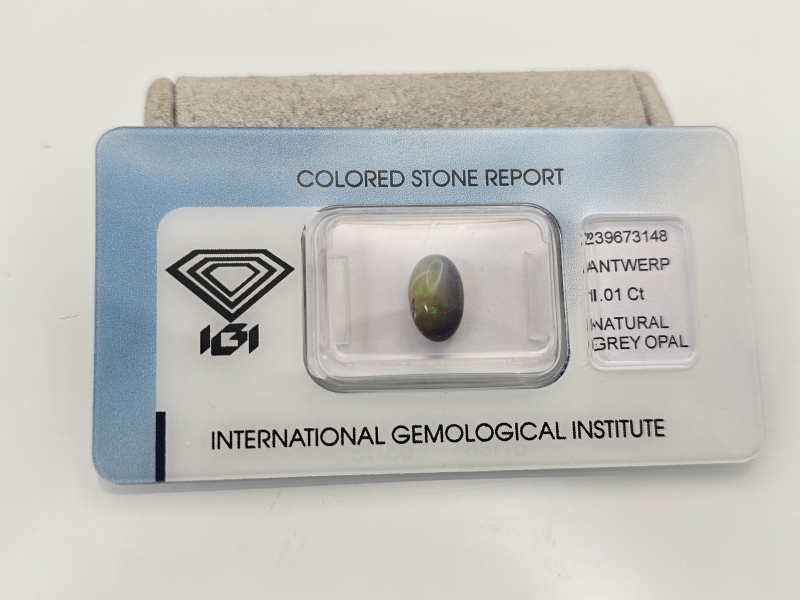 COLORED STONE REPORT
IGI
239673148
ANTWERP
1.01 Ct
NATURAL
GREY OPAL
INTERNATIONAL GEMOLOGICAL INSTITUTE